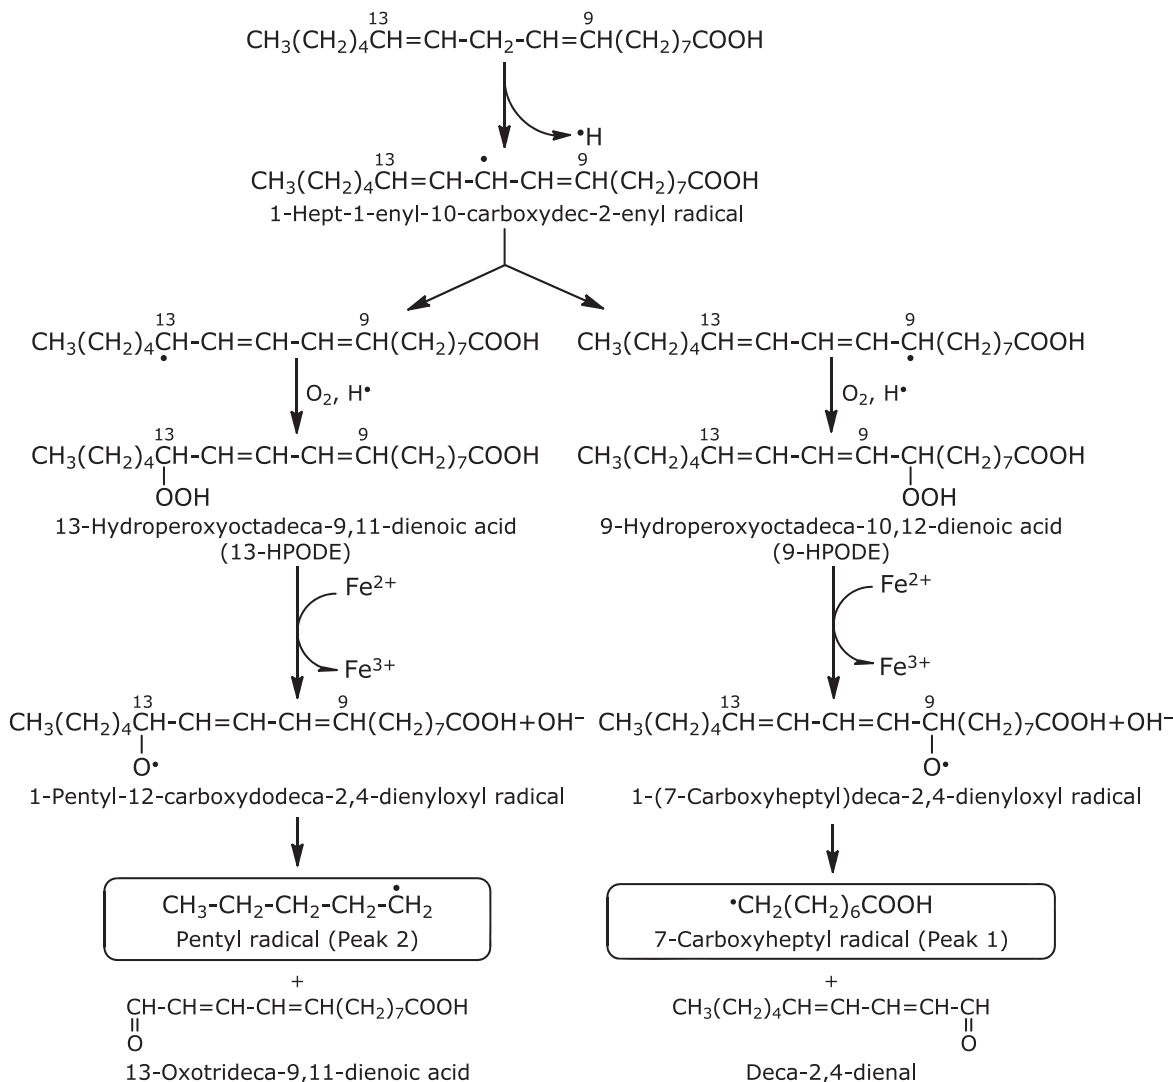 13 9
CH₃(CH₂)₄CH=CH-CH₂-CH=CH(CH₂)₇COOH
•H
13 • 9
CH₃(CH₂)₄CH=CH-CH-CH=CH(CH₂)₇COOH
1-Hept-1-enyl-10-carboxydec-2-enyl radical
13 9
CH₃(CH₂)₄CH-CH=CH-CH=CH(CH₂)₇COOH
•
13 9
CH₃(CH₂)₄CH=CH-CH=CH-CH(CH₂)₇COOH
•
O₂, H•
O₂, H•
13 9
CH₃(CH₂)₄CH-CH=CH-CH=CH(CH₂)₇COOH
OOH
13-Hydroperoxyoctadeca-9,11-dienoic acid
(13-HPODE)
13 9
CH₃(CH₂)₄CH=CH-CH=CH-CH(CH₂)₇COOH
OOH
9-Hydroperoxyoctadeca-10,12-dienoic acid
(9-HPODE)
Fe²⁺
Fe³⁺
Fe²⁺
Fe³⁺
13 9
CH₃(CH₂)₄CH-CH=CH-CH=CH(CH₂)₇COOH+OH⁻
O•
1-Pentyl-12-carboxydodeca-2,4-dienyloxyl radical
13 9
CH₃(CH₂)₄CH=CH-CH=CH-CH(CH₂)₇COOH+OH⁻
O•
1-(7-Carboxyheptyl)deca-2,4-dienyloxyl radical
•
CH₃-CH₂-CH₂-CH₂-CH₂
Pentyl radical (Peak 2)
+
CH-CH=CH-CH=CH(CH₂)₇COOH
O
13-Oxotrideca-9,11-dienoic acid
•CH₂(CH₂)₆COOH
7-Carboxyheptyl radical (Peak 1)
+
CH₃(CH₂)₄CH=CH-CH=CH-CH
O
Deca-2,4-dienal